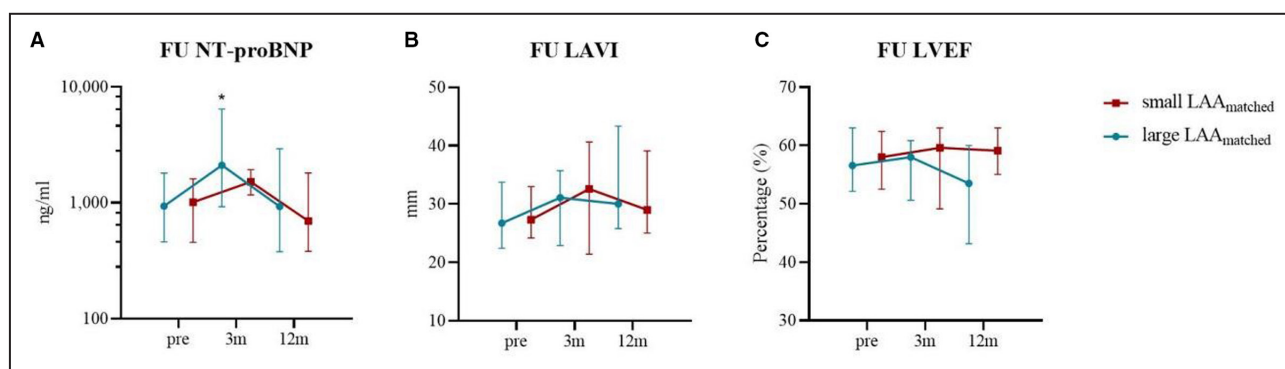 A
FU NT-proBNP
10,000
1,000
100
ng/ml
*
pre
3m
12m
B
FU LAVI
50
40
30
20
10
mm
pre
3m
12m
C
FU LVEF
70
60
50
40
30
Percentage (%)
pre
3m
12m
small LAAmatched
large LAAmatched